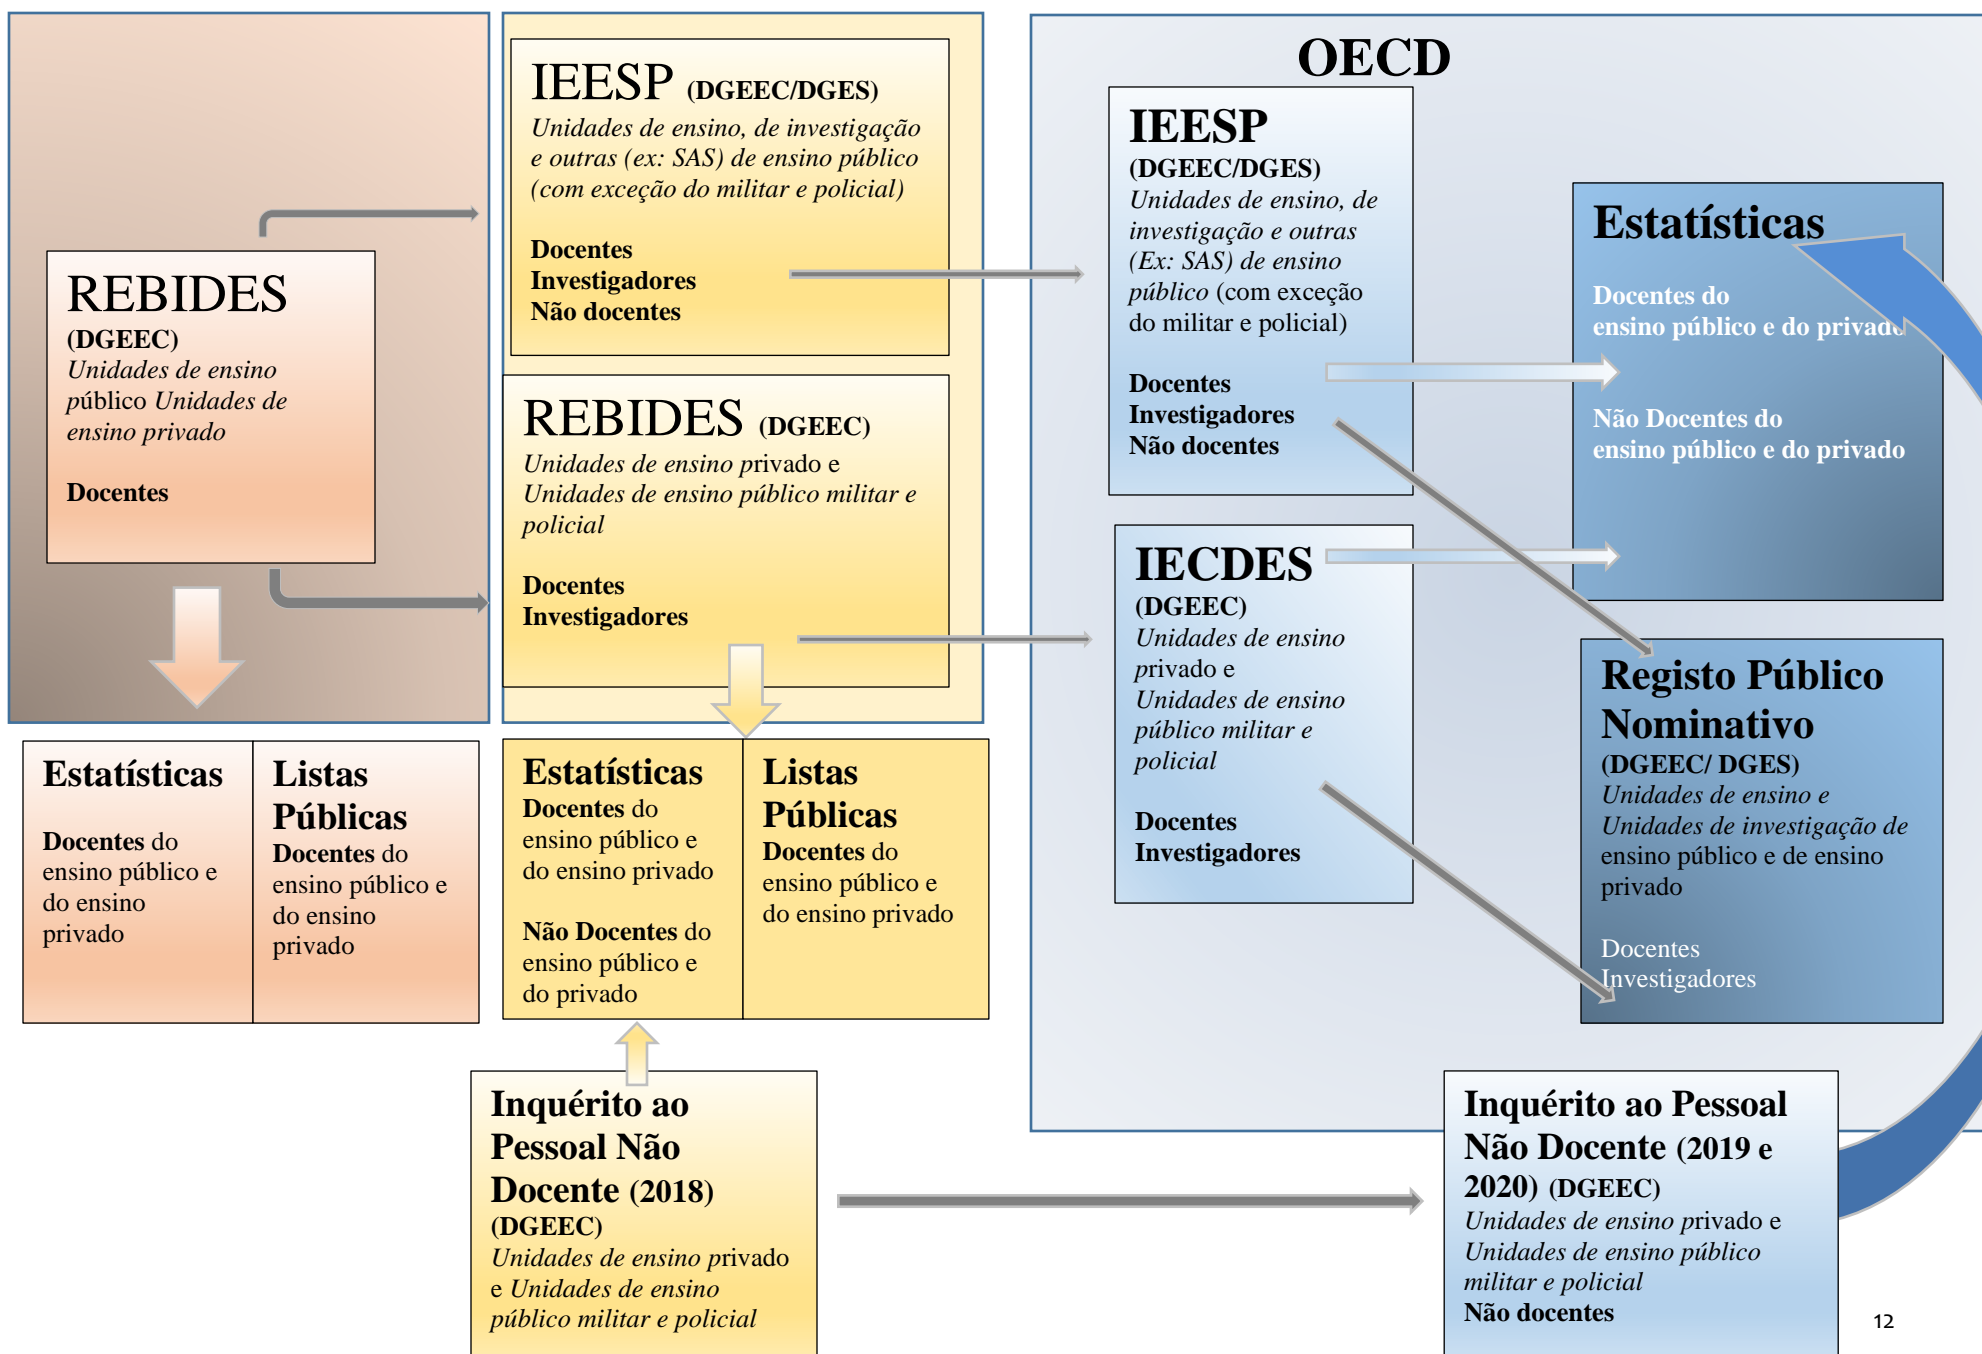 REBIDES
(DGEEC)
Unidades de ensino
público Unidades de
ensino privado
Docentes
Estatísticas
Docentes do
ensino público e
do ensino
privado
Listas
Públicas
Docentes do
ensino público e
do ensino
privado
IEESP (DGEEC/DGES)
Unidades de ensino, de investigação
e outras (ex: SAS) de ensino público
(com exceção do militar e policial)
Docentes
Investigadores
Não docentes
REBIDES (DGEEC)
Unidades de ensino privado e
Unidades de ensino público militar e
policial
Docentes
Investigadores
Estatísticas
Docentes do
ensino público e
do ensino privado
Não Docentes do
ensino público e
do privado
Listas
Públicas
Docentes do
ensino público e
do ensino privado
Inquérito ao
Pessoal Não
Docente (2018)
(DGEEC)
Unidades de ensino privado
e Unidades de ensino
público militar e policial
OECD
IEESP
(DGEEC/DGES)
Unidades de ensino, de
investigação e outras
(Ex: SAS) de ensino
público (com exceção
do militar e policial)
Docentes
Investigadores
Não docentes
IECDES
(DGEEC)
Unidades de ensino
privado e
Unidades de ensino
público militar e
policial
Docentes
Investigadores
Estatísticas
Docentes do
ensino público e do privado
Não Docentes do
ensino público e do privado
Registo Público
Nominativo
(DGEEC/ DGES)
Unidades de ensino e
Unidades de investigação de
ensino público e de ensino
privado
Docentes
Investigadores
Inquérito ao Pessoal
Não Docente (2019 e
2020) (DGEEC)
Unidades de ensino privado e
Unidades de ensino público
militar e policial
Não docentes
12